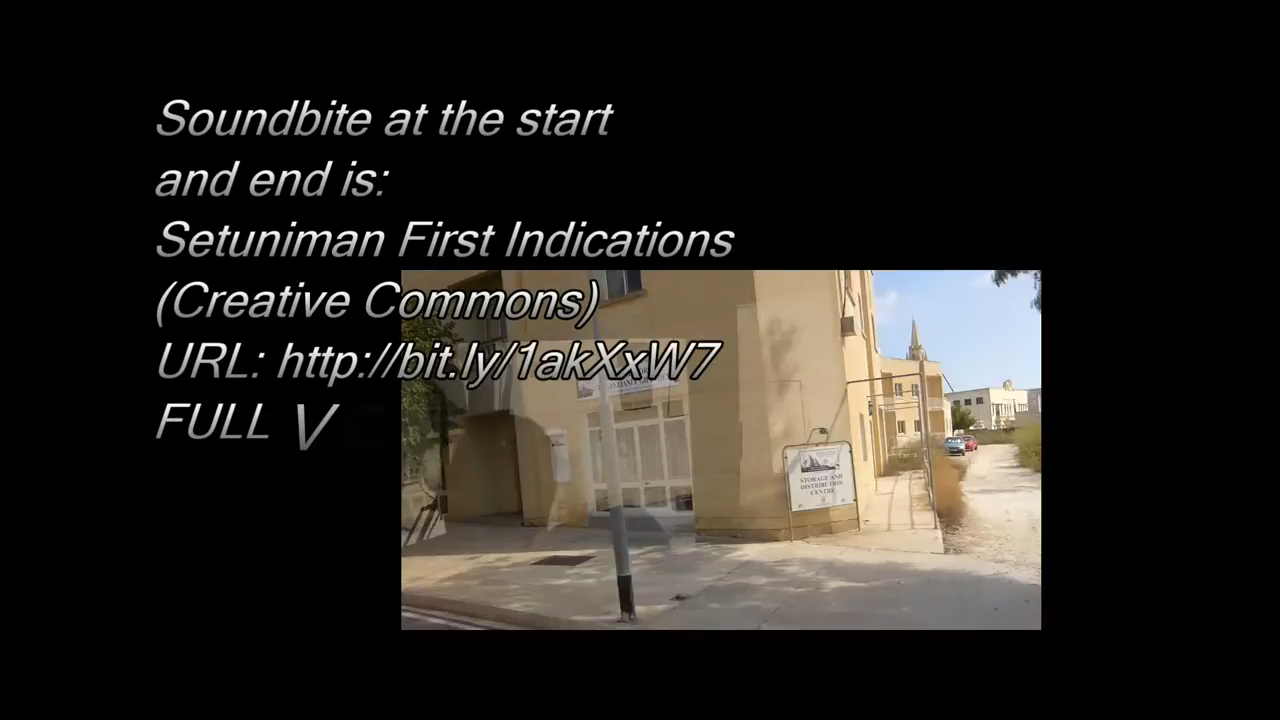 Soundbite at the start
and end is:
Setuniman First Indications
(Creative Commons)
URL: http://bit.ly/1akXxW7
FULL V
STORAGE AND
DISTRIBUTION
CENTRE